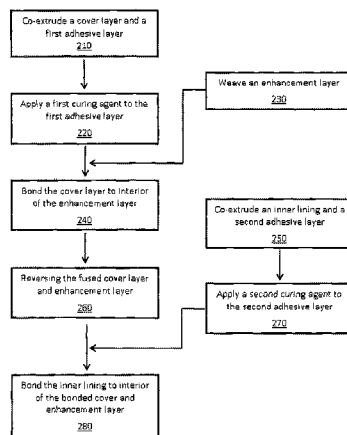 Co-extrude a cover layer and a
first adhesive layer
210
Apply a first curing agent to the
first adhesive layer
220
Weave an enhancement layer
230
Bond the cover layer to Interior
of the enhancement layer
240
Co-extrude an inner lining and a
second adhesive layer
250
Reversing the fused cover layer
and enhancement layer
260
Apply a second curing agent to
the second adhesive layer
270
Bond the inner lining to interior
of the bonded cover and
enhancement layer
280